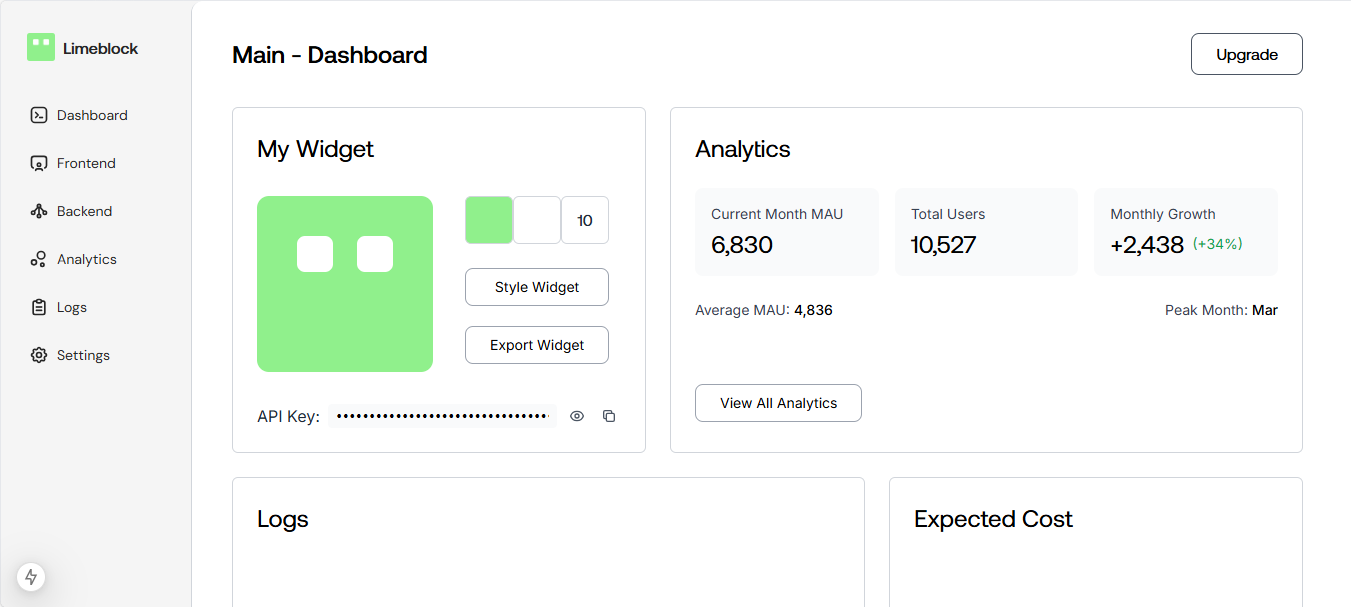 Limeblock
Dashboard
Frontend
Backend
Analytics
Logs
Settings
Main - Dashboard
Upgrade
My Widget
10
Style Widget
Export Widget
API Key: ••••••••••••••••••••••••••••••••
Analytics
Current Month MAU
6,830
Total Users
10,527
Monthly Growth
+2,438 (+34%)
Average MAU: 4,836
Peak Month: Mar
View All Analytics
Logs
Expected Cost